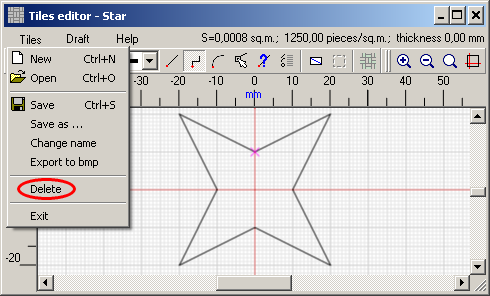 Tiles editor - Star
Tiles Draft Help S=0,0008 sq.m.; 1250,00 pieces/sq.m.; thickness 0,00 mm
New Ctrl+N
Open Ctrl+O
Save Ctrl+S
Save as ...
Change name
Export to bmp
Delete
Exit
-30 -20 -10 0 10 20 30 40 50
mm
-20